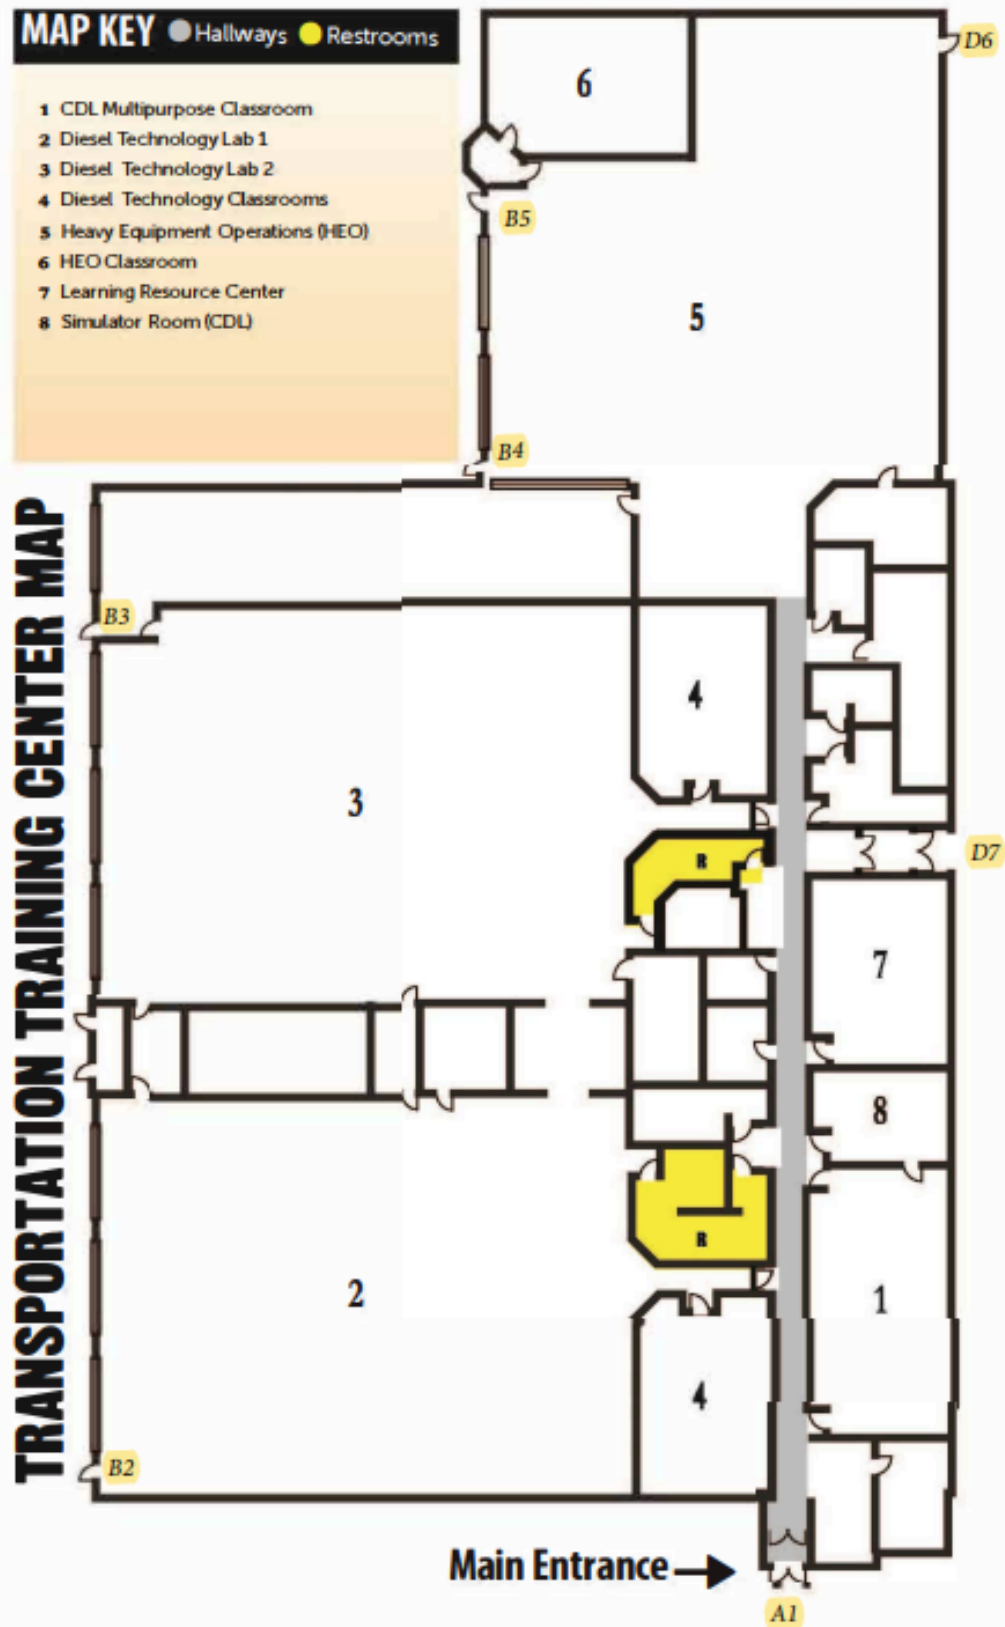 MAP KEY Hallways Restrooms
1 CDL Multipurpose Classroom
2 Diesel Technology Lab 1
3 Diesel Technology Lab 2
4 Diesel Technology Classrooms
5 Heavy Equipment Operations (HEO)
6 HEO Classroom
7 Learning Resource Center
8 Simulator Room (CDL)
TRANSPORTATION TRAINING CENTER MAP
D6
6
B5
5
B4
B3
4
3
R
D7
7
8
R
2
1
4
B2
Main Entrance
A1